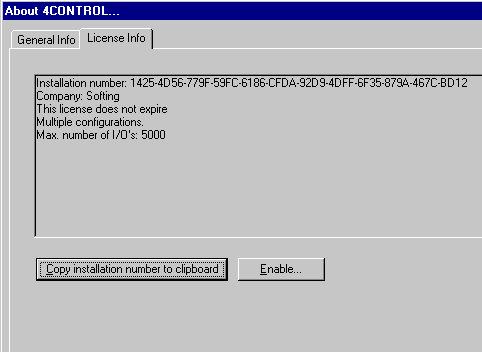 About 4CONTROL...
General Info License Info
Installation number: 1425-4D56-779F-59FC-6186-CFDA-92D9-4DFF-6F35-879A-467C-BD12
Company: Softing
This license does not expire
Multiple configurations.
Max. number of I/O's: 5000
Copy installation number to clipboard Enable...